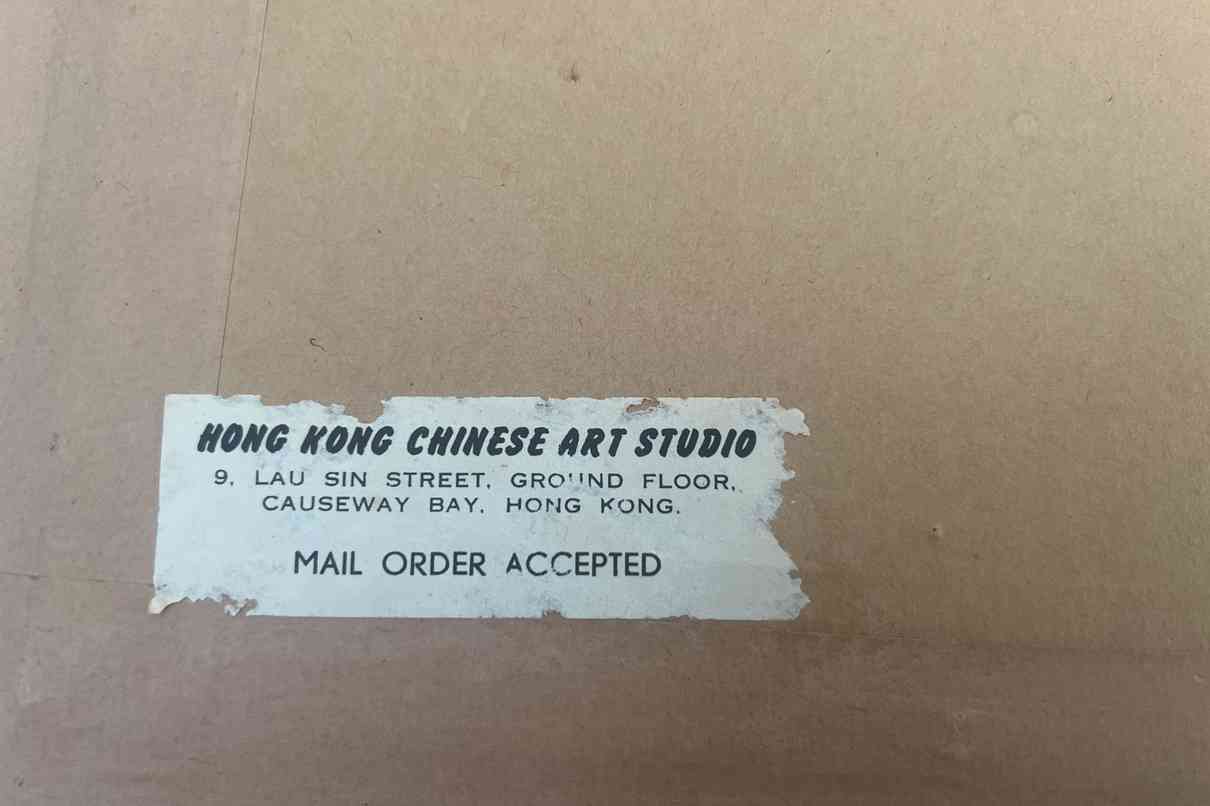 HONG KONG CHINESE ART STUDIO
9, LAU SIN STREET, GROUND FLOOR,
CAUSEWAY BAY, HONG KONG.
MAIL ORDER ACCEPTED